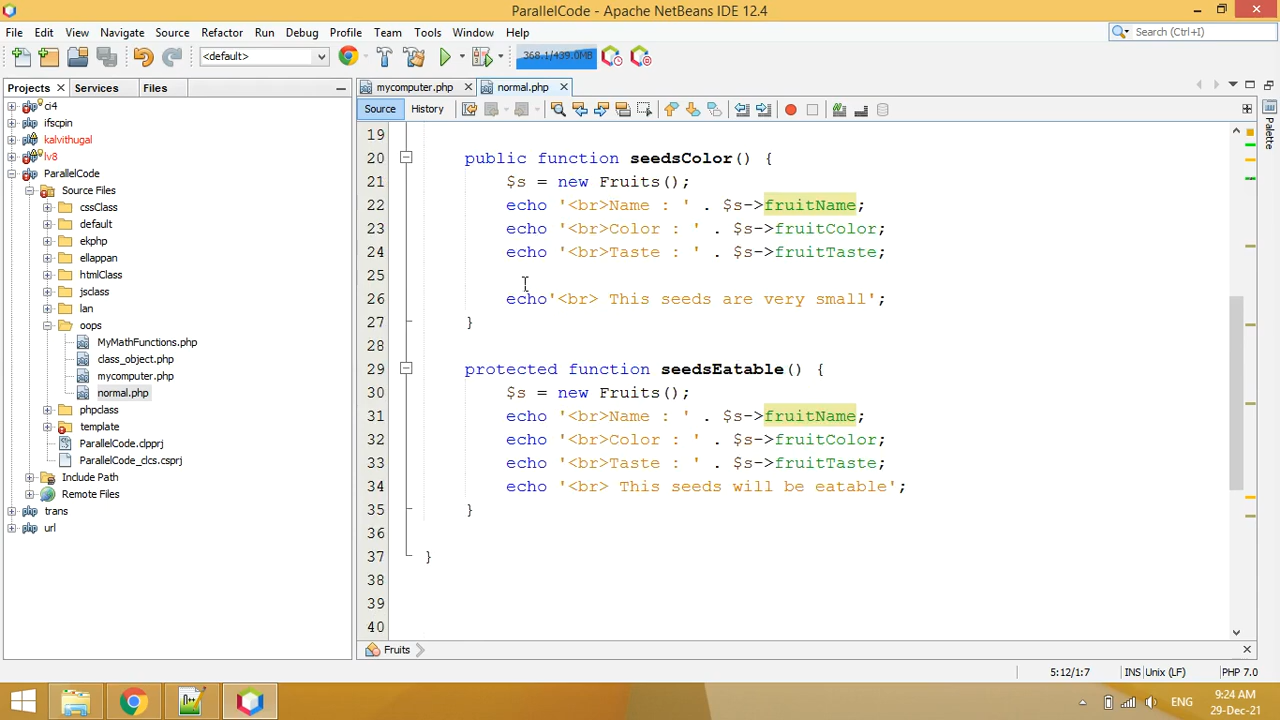 ParallelCode - Apache NetBeans IDE 12.4
File Edit View Navigate Source Refactor Run Debug Profile Team Tools Window Help
Search (Ctrl+I)
<default>
368.1/439.0MB
Projects Services Files
mycomputer.php normal.php
Source History
Palette
ci4
ifscpin
kalvithugal
lv8
ParallelCode
Source Files
cssClass
default
ekphp
ellappan
htmlClass
jsclass
lan
oops
MyMathFunctions.php
class_object.php
mycomputer.php
normal.php
phpclass
template
ParallelCode.clpprj
ParallelCode_clcs.csprj
Include Path
Remote Files
trans
url
19
20 public function seedsColor() {
21 $s = new Fruits();
22 echo '<br>Name : ' . $s->fruitName;
23 echo '<br>Color : ' . $s->fruitColor;
24 echo '<br>Taste : ' . $s->fruitTaste;
25
26 echo'<br> This seeds are very small';
27 }
28
29 protected function seedsEatable() {
30 $s = new Fruits();
31 echo '<br>Name : ' . $s->fruitName;
32 echo '<br>Color : ' . $s->fruitColor;
33 echo '<br>Taste : ' . $s->fruitTaste;
34 echo '<br> This seeds will be eatable';
35 }
36
37 }
38
39
40
Fruits
5:12/1:7 INS Unix (LF) PHP 7.0
ENG
9:24 AM
29-Dec-21